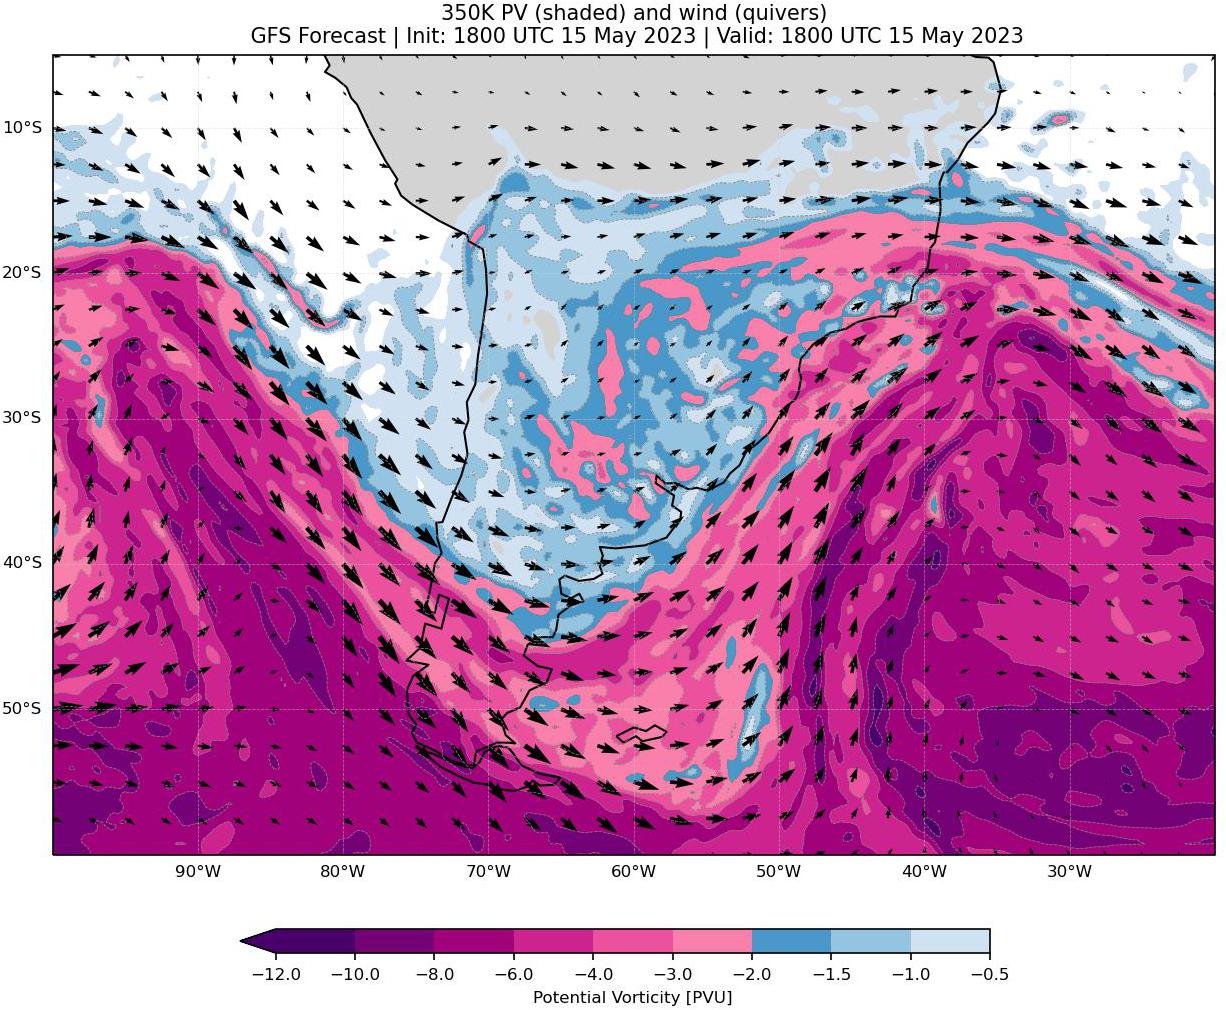 350K PV (shaded) and wind (quivers)
GFS Forecast | Init: 1800 UTC 15 May 2023 | Valid: 1800 UTC 15 May 2023
10°S
20°S
30°S
40°S
50°S
90°W 80°W 70°W 60°W 50°W 40°W 30°W
−12.0 −10.0 −8.0 −6.0 −4.0 −3.0 −2.0 −1.5 −1.0 −0.5
Potential Vorticity [PVU]